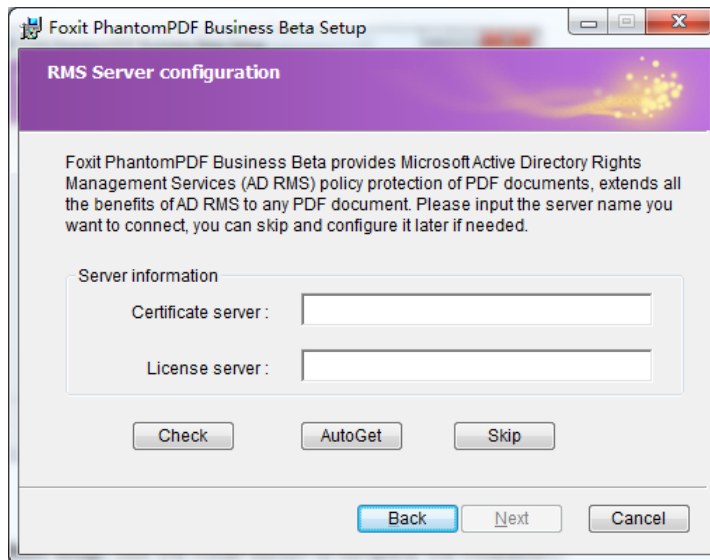 Foxit PhantomPDF Business Beta Setup
RMS Server configuration
Foxit PhantomPDF Business Beta provides Microsoft Active Directory Rights
Management Services (AD RMS) policy protection of PDF documents, extends all
the benefits of AD RMS to any PDF document. Please input the server name you
want to connect, you can skip and configure it later if needed.
Server information
Certificate server :
License server :
Check AutoGet Skip
Back Next Cancel